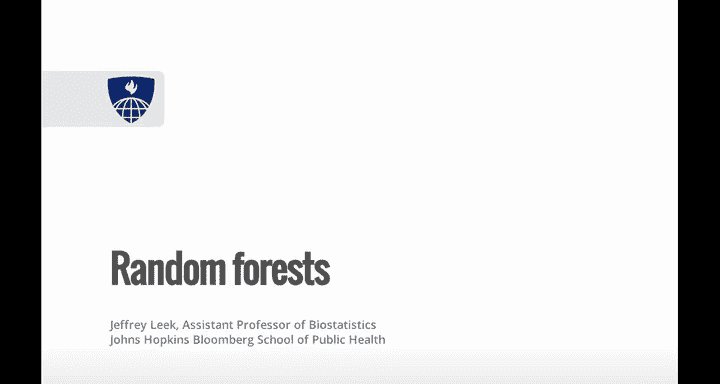 Random forests
Jeffrey Leek, Assistant Professor of Biostatistics
Johns Hopkins Bloomberg School of Public Health